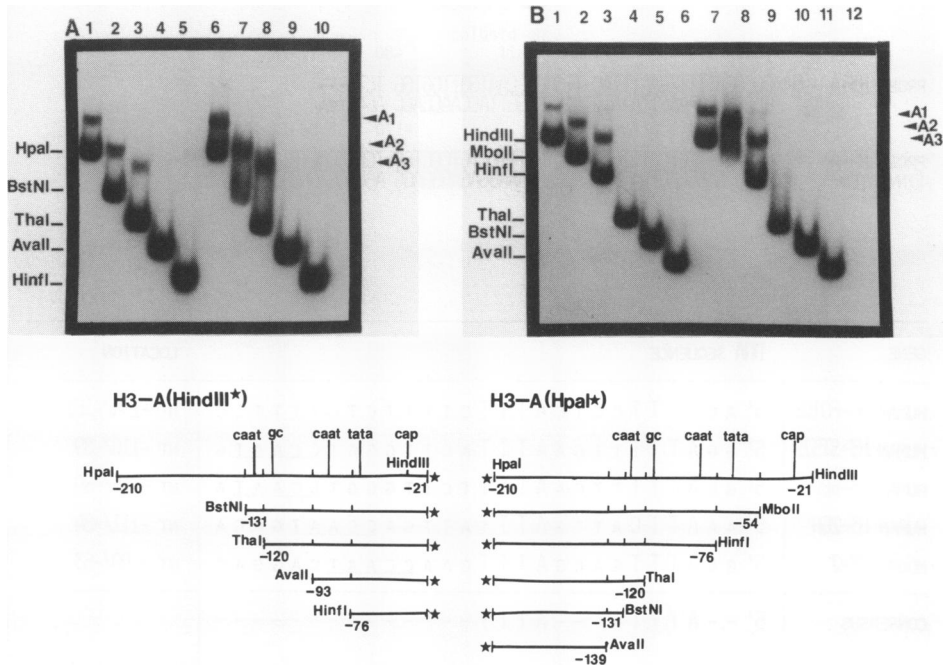 A
1 2 3 4 5 6 7 8 9 10
HpaI
BstNI
ThaI
AvaII
HinfI
A1
A2
A3
B
1 2 3 4 5 6 7 8 9 10 11 12
HindIII
MboII
HinfI
ThaI
BstNI
AvaII
A1
A2
A3
H3-A(HindIII*)
caat gc caat tata cap
HpaI HindIII
-210 -21
BstNI
-131
ThaI
-120
AvaII
-93
HinfI
-76
H3-A(HpaI*)
caat gc caat tata cap
HpaI HindIII
-210 -21
MboII
-54
HinfI
-76
ThaI
-120
BstNI
-131
AvaII
-139